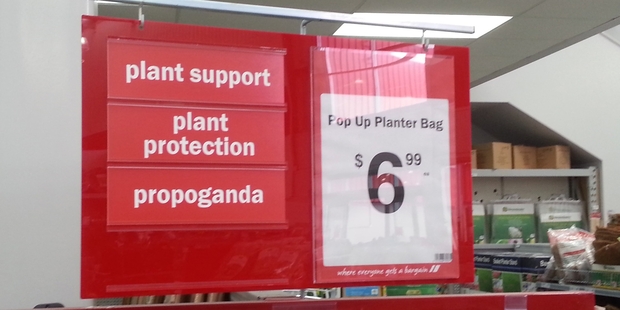 plant support
plant
protection
propoganda
Pop Up Planter Bag
$6.99
where everyone gets a bargain